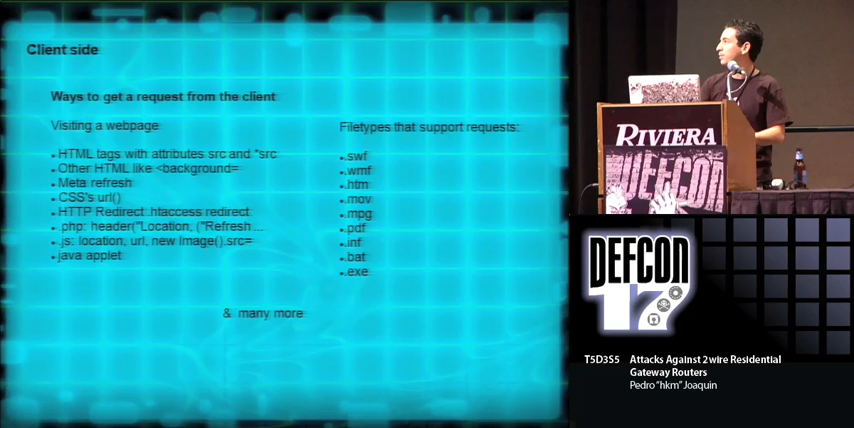 Client side
Ways to get a request from the client
Visiting a webpage
• HTML tags with attributes src and *src
• Other HTML like <background=
• Meta refresh
• CSS's url()
• HTTP Redirect .htaccess redirect
• .php: header("Location, ("Refresh ...
• .js: location, url, new Image().src=
• java applet
Filetypes that support requests:
• .swf
• .wmf
• .htm
• .mov
• .mpg
• .pdf
• .inf
• .bat
• .exe
& many more
RIVIERA
DEFCON
DEFCON
17
T5D3S5 Attacks Against 2wire Residential
Gateway Routers
Pedro "hkm" Joaquin